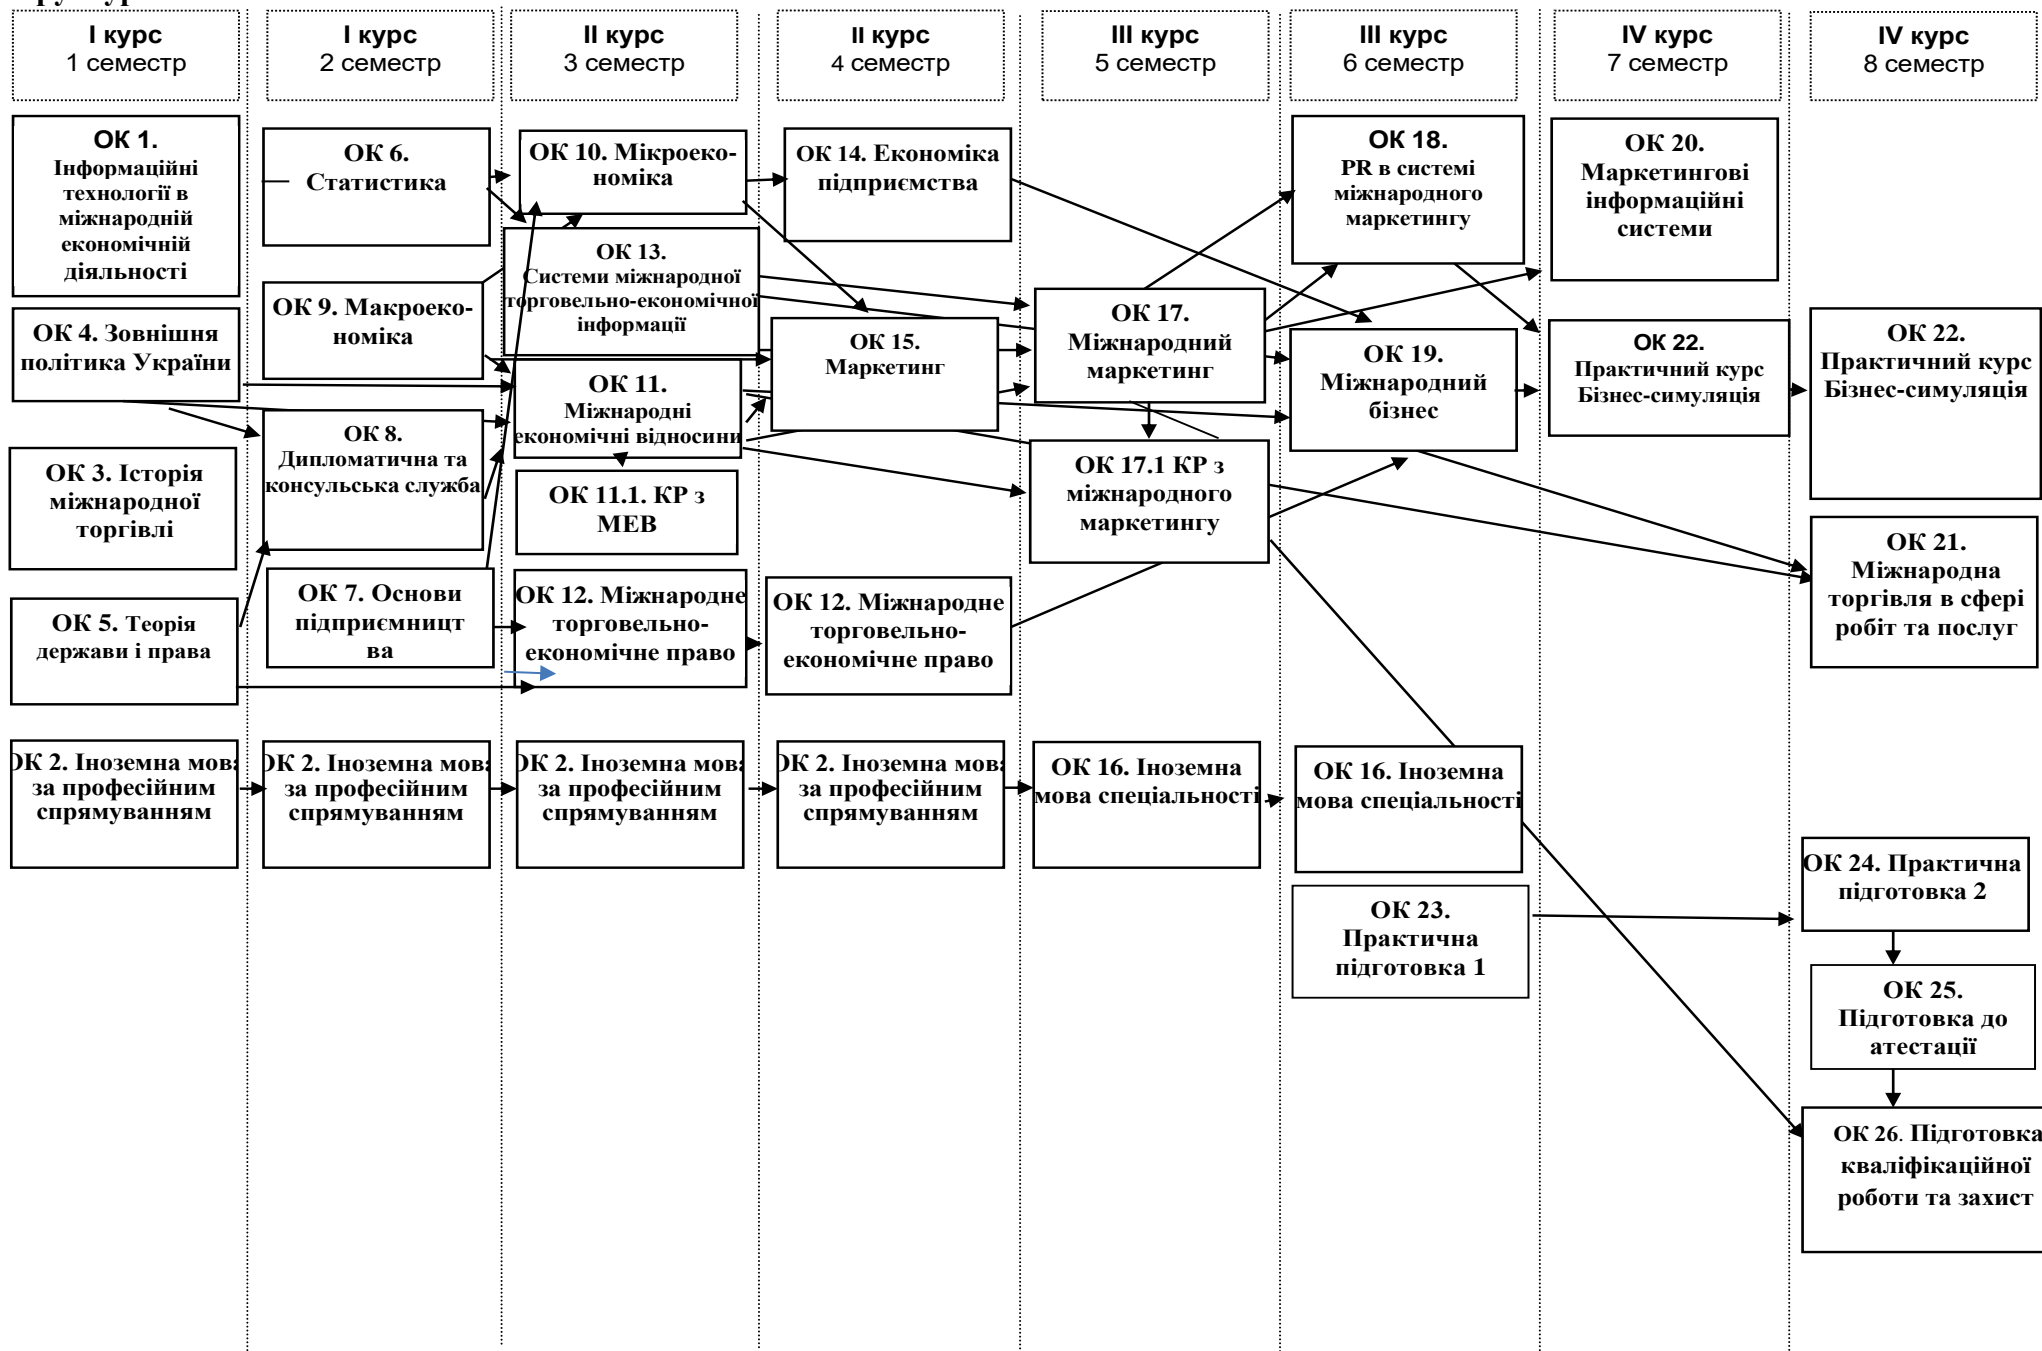 I курс
1 семестр
I курс
2 семестр
II курс
3 семестр
II курс
4 семестр
III курс
5 семестр
III курс
6 семестр
IV курс
7 семестр
IV курс
8 семестр
ОК 1.
Інформаційні
технології в
міжнародній
економічній
діяльності
ОК 4. Зовнішня
політика України
ОК 3. Історія
міжнародної
торгівлі
ОК 5. Теорія
держави і права
ОК 2. Іноземна мова
за професійним
спрямуванням
ОК 6.
Статистика
ОК 9. Макроеко-
номіка
ОК 8.
Дипломатична та
консульська служба
ОК 7. Основи
підприємницт
ва
ОК 2. Іноземна мова
за професійним
спрямуванням
ОК 10. Мікроеко-
номіка
ОК 13.
Системи міжнародної
торговельно-економічної
інформації
ОК 11.
Міжнародні
економічні відносини
ОК 11.1. КР з
МЕВ
ОК 12. Міжнародне
торговельно-
економічне право
ОК 2. Іноземна мова
за професійним
спрямуванням
ОК 14. Економіка
підприємства
ОК 15.
Маркетинг
ОК 12. Міжнародне
торговельно-
економічне право
ОК 2. Іноземна мова
за професійним
спрямуванням
ОК 17.
Міжнародний
маркетинг
ОК 17.1 КР з
міжнародного
маркетингу
ОК 16. Іноземна
мова спеціальності
ОК 18.
PR в системі
міжнародного
маркетингу
ОК 19.
Міжнародний
бізнес
ОК 16. Іноземна
мова спеціальності
ОК 23.
Практична
підготовка 1
ОК 20.
Маркетингові
інформаційні
системи
ОК 22.
Практичний курс
Бізнес-симуляція
ОК 22.
Практичний курс
Бізнес-симуляція
ОК 21.
Міжнародна
торгівля в сфері
робіт та послуг
ОК 24. Практична
підготовка 2
ОК 25.
Підготовка до
атестації
ОК 26. Підготовка
кваліфікаційної
роботи та захист